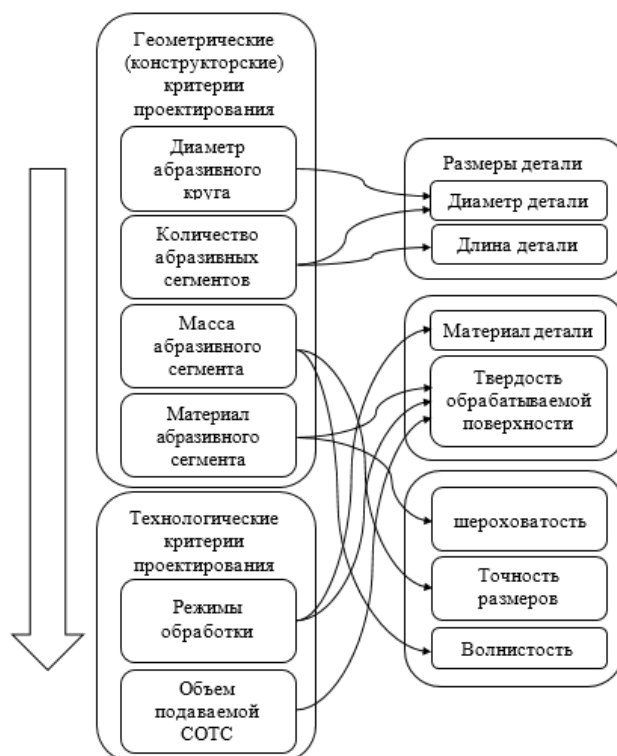 Геометрические
(конструкторские)
критерии
проектирования
Диаметр
абразивного
круга
Количество
абразивных
сегментов
Масса
абразивного
сегмента
Материал
абразивного
сегмента
Технологические
критерии
проектирования
Режимы
обработки
Объем
подаваемой
СОТС
Размеры детали
Диаметр детали
Длина детали
Материал детали
Твердость
обрабатываемой
поверхности
шероховатость
Точность
размеров
Волнистость